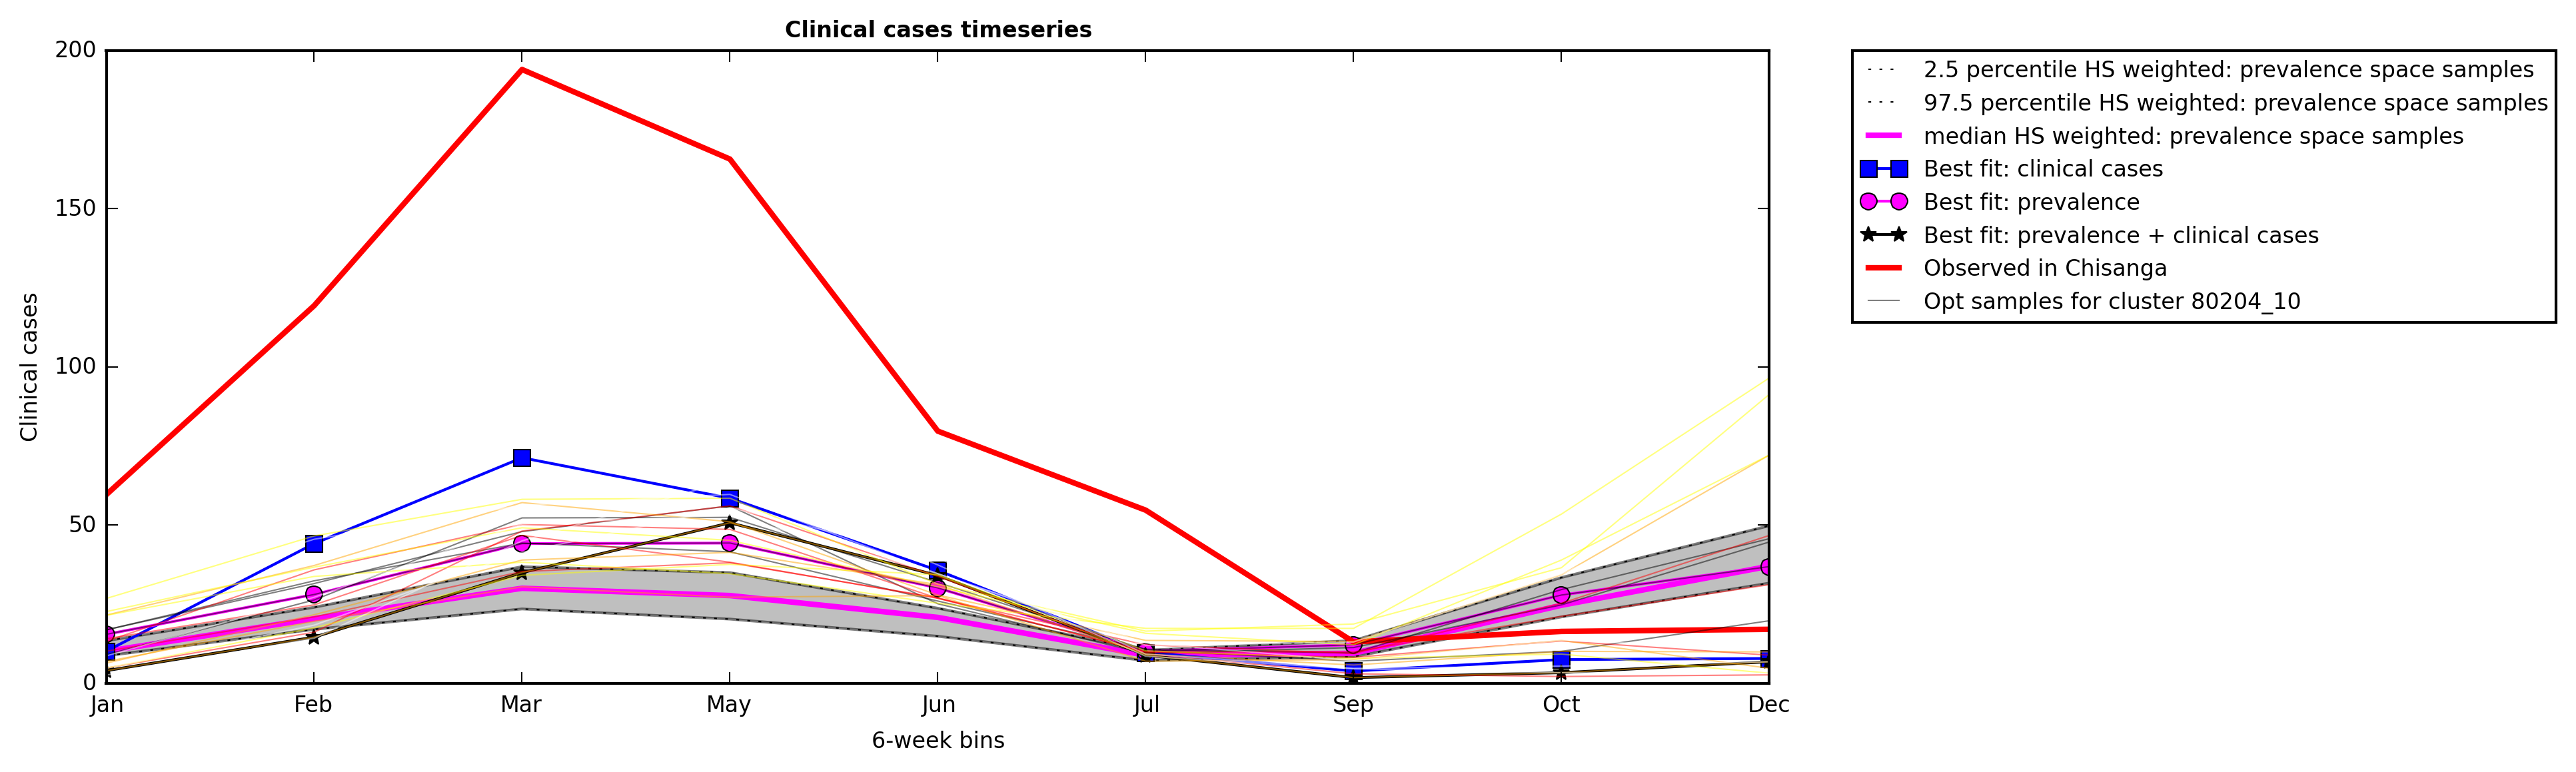 Clinical cases timeseries
200
150
100
50
0
Clinical cases
Jan Feb Mar May Jun Jul Sep Oct Dec
6-week bins
2.5 percentile HS weighted: prevalence space samples
97.5 percentile HS weighted: prevalence space samples
median HS weighted: prevalence space samples
Best fit: clinical cases
Best fit: prevalence
Best fit: prevalence + clinical cases
Observed in Chisanga
Opt samples for cluster 80204_10